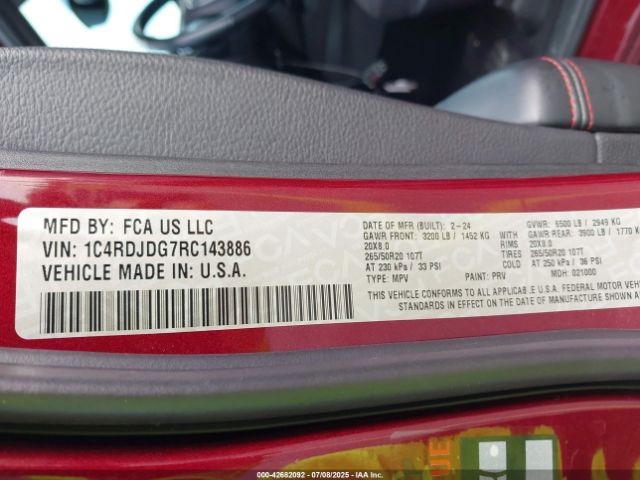 MFD BY: FCA US LLC
VIN: 1C4RDJDG7RC143886
VEHICLE MADE IN: U.S.A.
DATE OF MFR (BUILT): 2-24
GAWR FRONT: 3200 LB / 1452 KG
20X8.0
265/50R20 107T
AT 230 kPa / 33 PSI
TYPE: MPV
PAINT: PRV
MDH: 021000
GVWR: 6500 LB / 2949 KG
GAWR REAR: 3900 LB / 1770 KG
RIMS 20X8.0
TIRES 265/50R20 107T
COLD AT 250 kPa / 36 PSI
THIS VEHICLE CONFORMS TO ALL APPLICABLE U.S.A. FEDERAL MOTOR VEH
STANDARDS IN EFFECT ON THE DATE OF MANUFACTURE SHOWN
000-42682092 - 07/08/2025 - IAA.COM